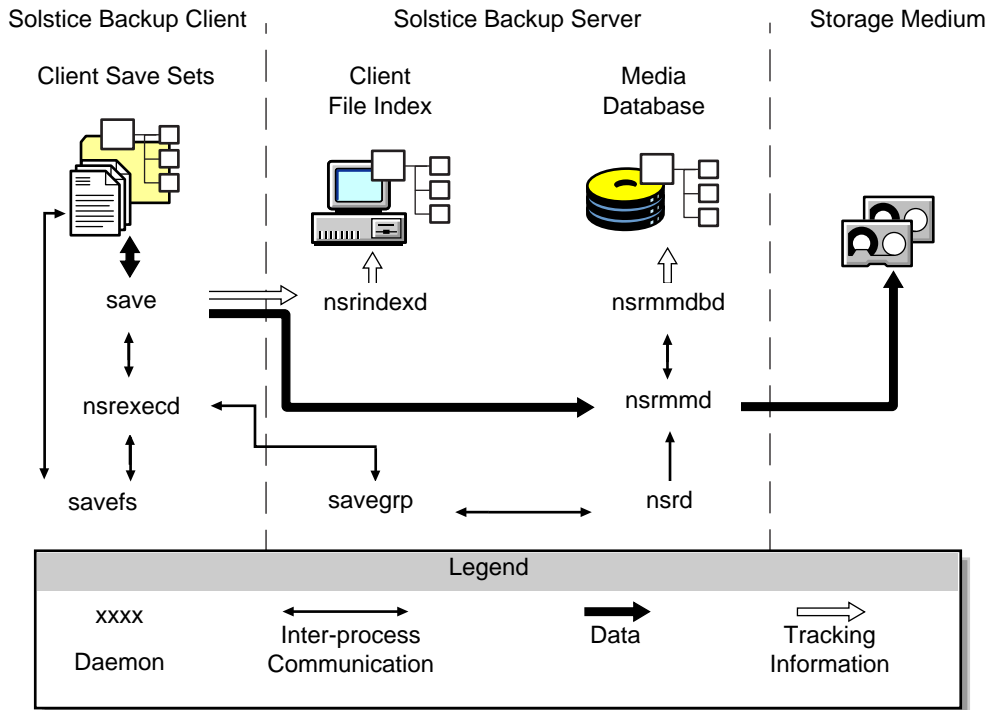 Solstice Backup Client
Solstice Backup Server
Storage Medium
Client Save Sets
Client
File Index
Media
Database
save
nsrindexd
nsrmmdbd
nsrexecd
nsrmmd
savefs
savegrp
nsrd
Legend
xxxx
Daemon
Inter-process
Communication
Data
Tracking
Information